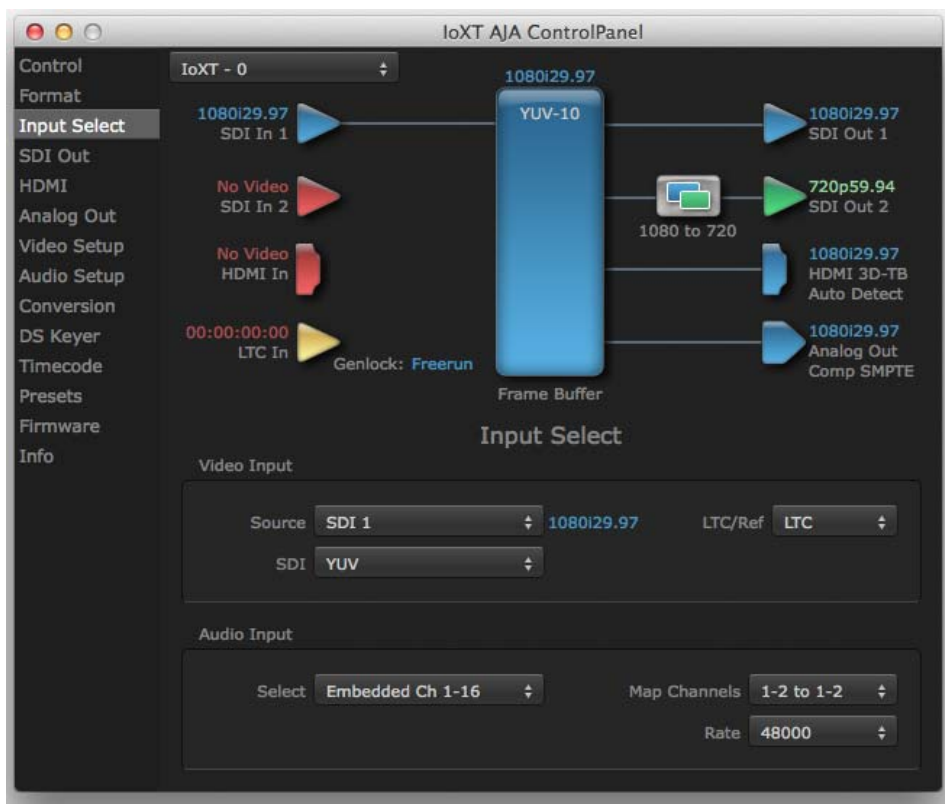 IoXT AJA ControlPanel
Control
Format
Input Select
SDI Out
HDMI
Analog Out
Video Setup
Audio Setup
Conversion
DS Keyer
Timecode
Presets
Firmware
Info
IoXT - 0
1080i29.97
SDI In 1
No Video
SDI In 2
No Video
HDMI In
00:00:00:00
LTC In
Genlock: Freerun
1080i29.97
YUV-10
Frame Buffer
1080 to 720
1080i29.97
SDI Out 1
720p59.94
SDI Out 2
1080i29.97
HDMI 3D-TB
Auto Detect
1080i29.97
Analog Out
Comp SMPTE
Input Select
Video Input
Source SDI 1 1080i29.97 LTC/Ref LTC
SDI YUV
Audio Input
Select Embedded Ch 1-16 Map Channels 1-2 to 1-2
Rate 48000